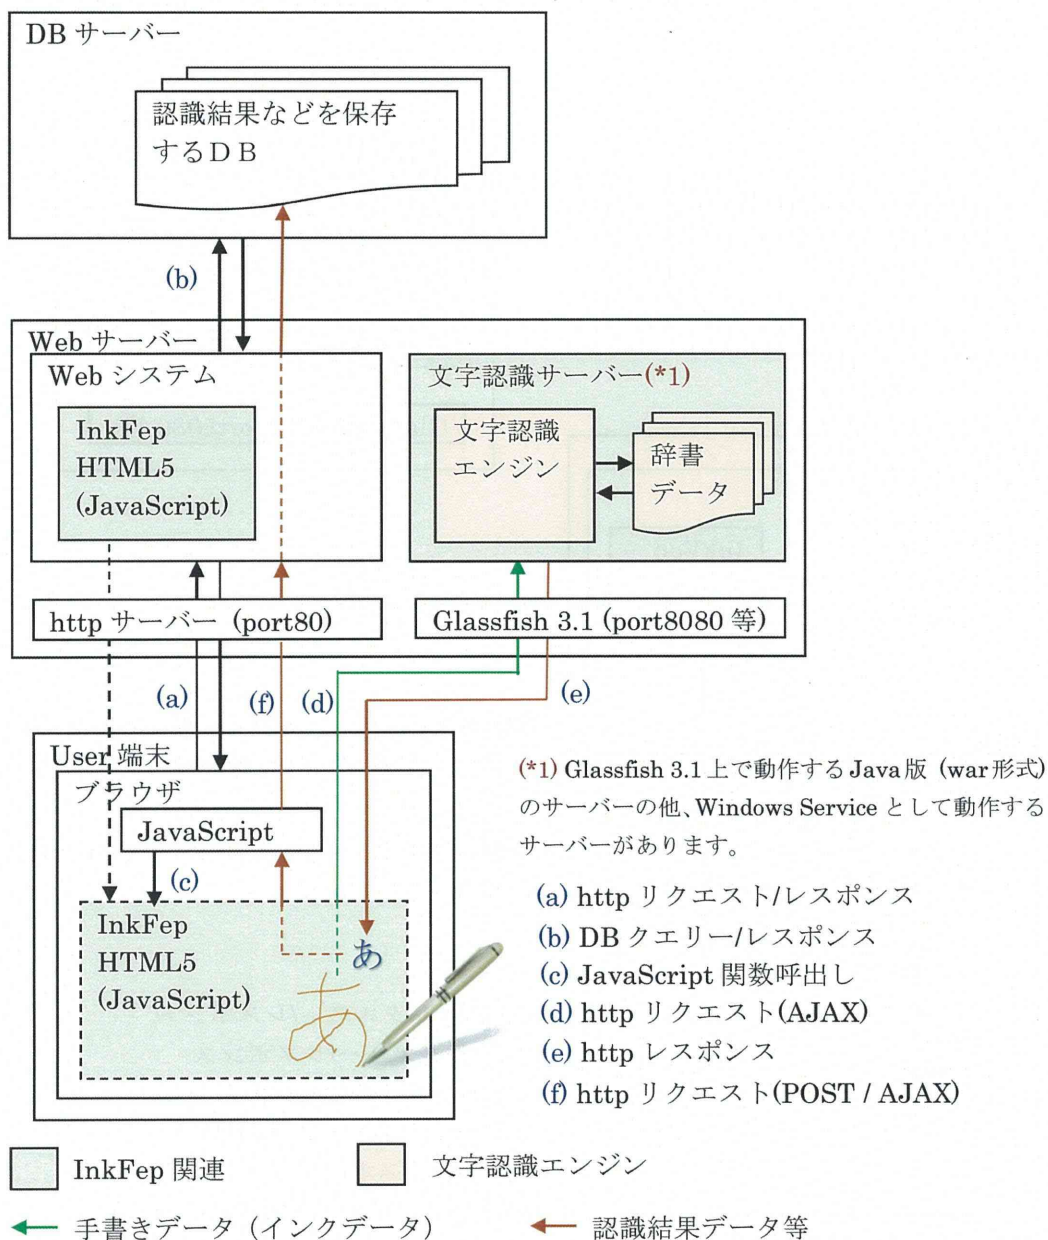 DB サーバー
認識結果などを保存
するＤＢ
(b)
Web サーバー
Web システム
InkFep
HTML5
(JavaScript)
文字認識サーバー(*1)
文字認識
エンジン
辞書
データ
http サーバー (port80)
Glassfish 3.1 (port8080 等)
(a)
(f)
(d)
(e)
User 端末
ブラウザ
JavaScript
(c)
InkFep
HTML5
(JavaScript)
あ
あ
(*1) Glassfish 3.1 上で動作する Java 版 (war 形式)
のサーバーの他、Windows Service として動作する
サーバーがあります。
(a) http リクエスト/レスポンス
(b) DB クエリー/レスポンス
(c) JavaScript 関数呼出し
(d) http リクエスト(AJAX)
(e) http レスポンス
(f) http リクエスト(POST / AJAX)
InkFep 関連
文字認識エンジン
手書きデータ（インクデータ）
認識結果データ等